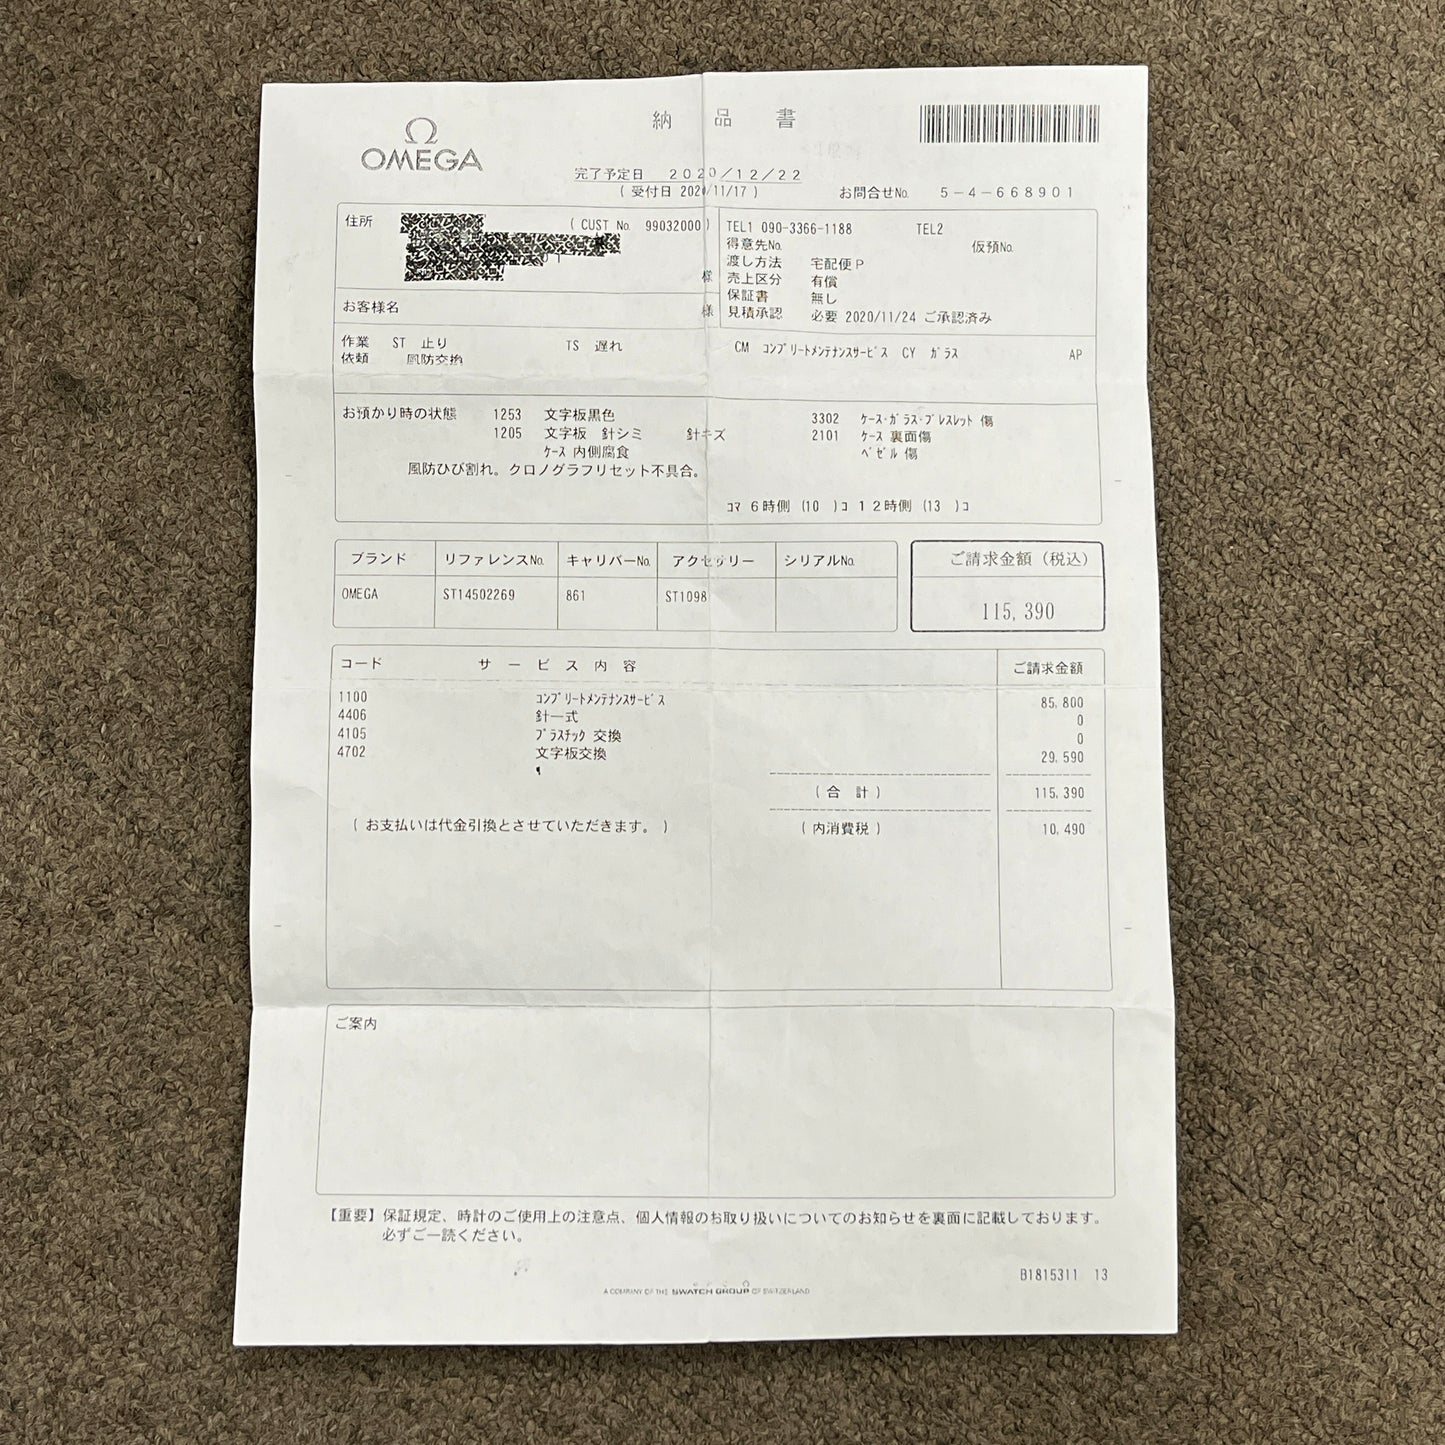 納品書
Ω
OMEGA
完了予定日 2020/12/22
( 受付日 2020/11/17 )
お問合せNo. 5-4-668901
住所
( CUST No. 99032000 )
様
お客様名 様
TEL1 090-3366-1188 TEL2
得意先No. 仮預No.
渡し方法 宅配便P
売上区分 有償
保証書 無し
見積承認 必要 2020/11/24 ご承認済み
作業 ST 止り TS 遅れ CM ｺﾝﾌﾟﾘｰﾄﾒﾝﾃﾅﾝｽｻｰﾋﾞｽ CY ｶﾞﾗｽ AP
依頼 風防交換
お預かり時の状態 1253 文字板黒色 3302 ｹｰｽ･ｶﾞﾗｽ･ﾌﾞﾚｽﾚｯﾄ 傷
1205 文字板 針シミ 針キズ 2101 ｹｰｽ 裏面傷
ｹｰｽ 内側腐食 ﾍﾞｾﾞﾙ 傷
風防ひび割れ。クロノグラフリセット不具合。
ｺﾏ 6時側 (10 )ｺ 12時側 (13 )ｺ
ブランド リファレンスNo. キャリバーNo. アクセサリー シリアルNo.
OMEGA ST14502269 861 ST1098
ご請求金額（税込）
115,390
コード サービス内容 ご請求金額
1100 ｺﾝﾌﾟﾘｰﾄﾒﾝﾃﾅﾝｽｻｰﾋﾞｽ 85,800
4406 針一式 0
4105 ﾌﾟﾗｽﾁｯｸ 交換 0
4702 文字板交換 29,590
( 合 計 ) 115,390
( お支払いは代金引換とさせていただきます。 ) ( 内消費税 ) 10,490
ご案内
【重要】保証規定、時計のご使用上の注意点、個人情報のお取り扱いについてのお知らせを裏面に記載しております。
必ずご一読ください。
B1815311 13
A COMPANY OF THE SWATCH GROUP OF SWITZERLAND